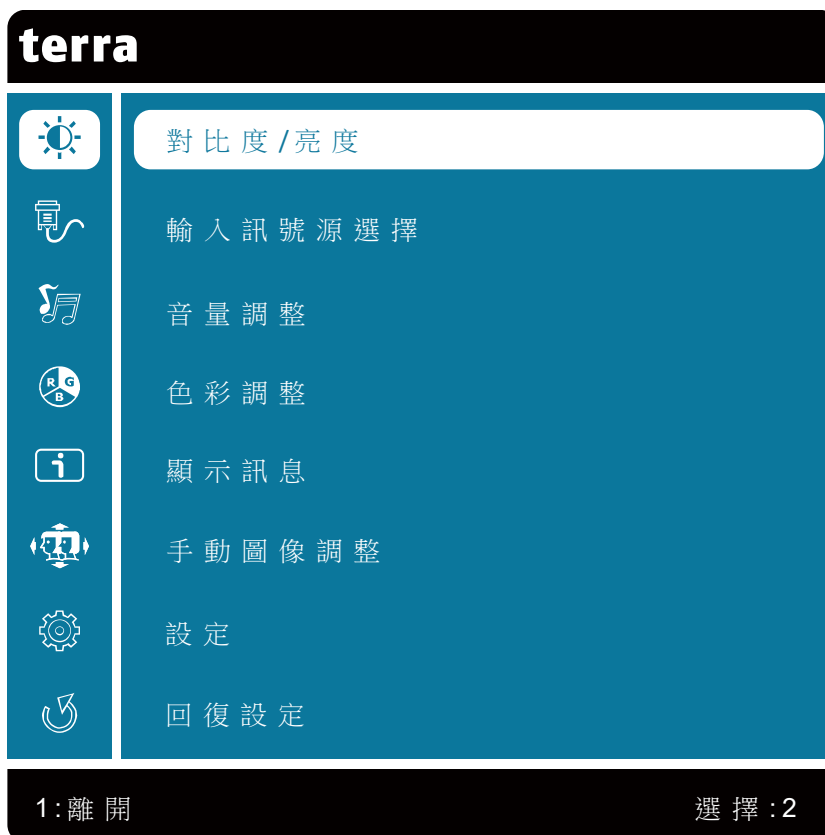 terra
對比度/亮度
輸入訊號源選擇
音量調整
R G
B
色彩調整
i
顯示訊息
手動圖像調整
設定
回復設定
1:離開 選擇:2